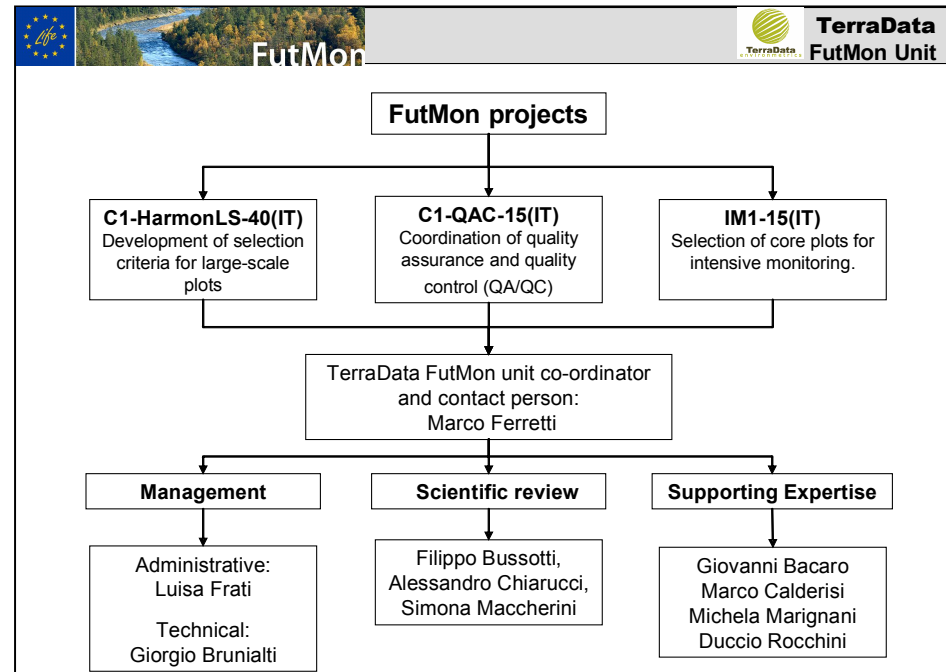 Life
FutMon
TerraData
environmetrics
TerraData
FutMon Unit
FutMon projects
C1-HarmonLS-40(IT)
Development of selection
criteria for large-scale
plots
C1-QAC-15(IT)
Coordination of quality
assurance and quality
control (QA/QC)
IM1-15(IT)
Selection of core plots for
intensive monitoring.
TerraData FutMon unit co-ordinator
and contact person:
Marco Ferretti
Management
Scientific review
Supporting Expertise
Administrative:
Luisa Frati
Technical:
Giorgio Brunialti
Filippo Bussotti,
Alessandro Chiarucci,
Simona Maccherini
Giovanni Bacaro
Marco Calderisi
Michela Marignani
Duccio Rocchini